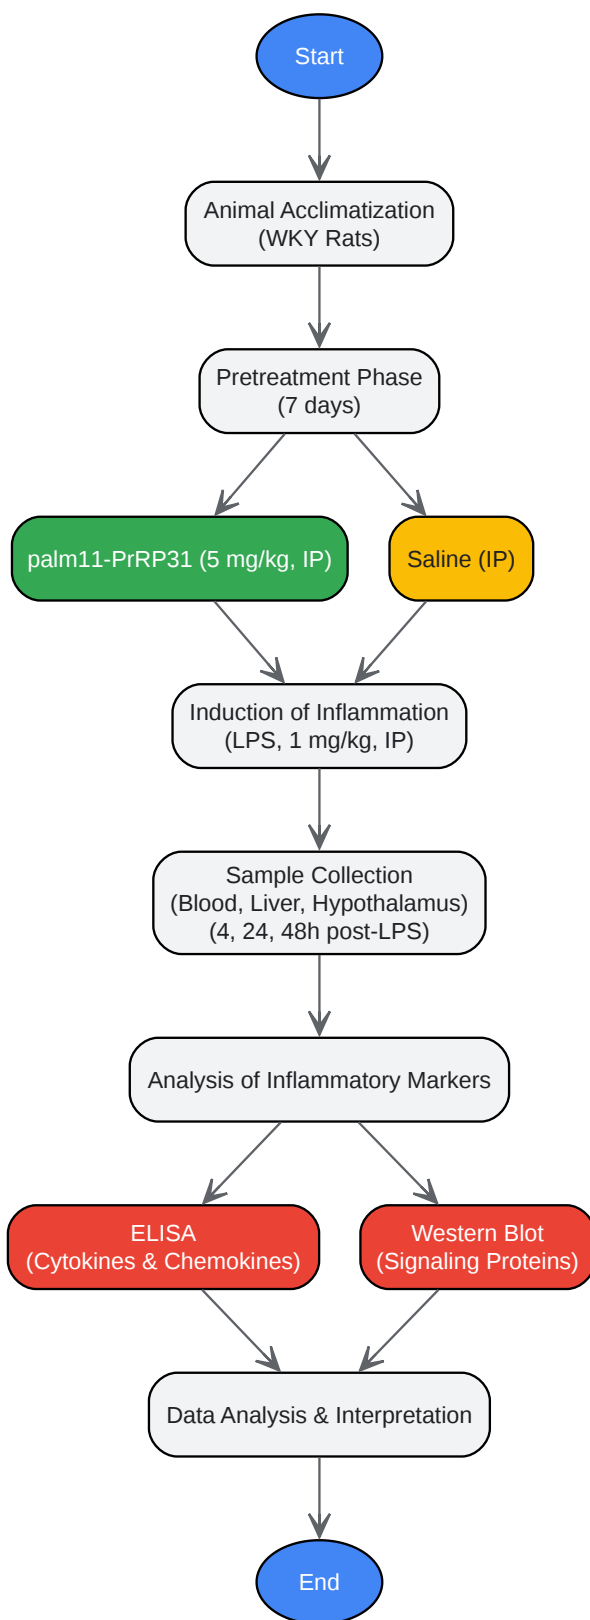 Start
Animal Acclimatization
(WKY Rats)
Pretreatment Phase
(7 days)
palm11-PrRP31 (5 mg/kg, IP)
Saline (IP)
Induction of Inflammation
(LPS, 1 mg/kg, IP)
Sample Collection
(Blood, Liver, Hypothalamus)
(4, 24, 48h post-LPS)
Analysis of Inflammatory Markers
ELISA
(Cytokines & Chemokines)
Western Blot
(Signaling Proteins)
Data Analysis & Interpretation
End